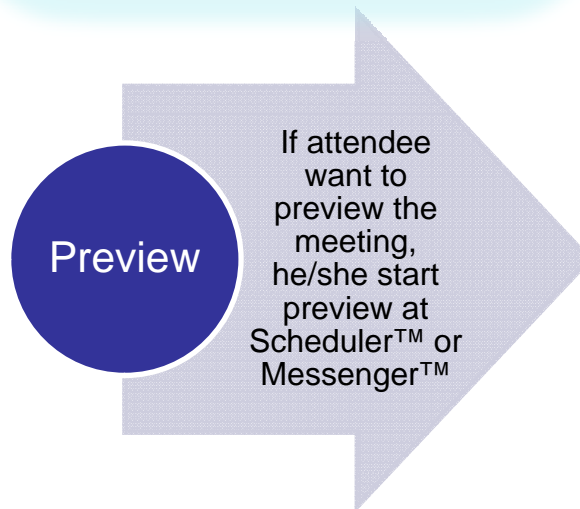 Preview
If attendee
want to
preview the
meeting,
he/she start
preview at
Scheduler™ or
Messenger™